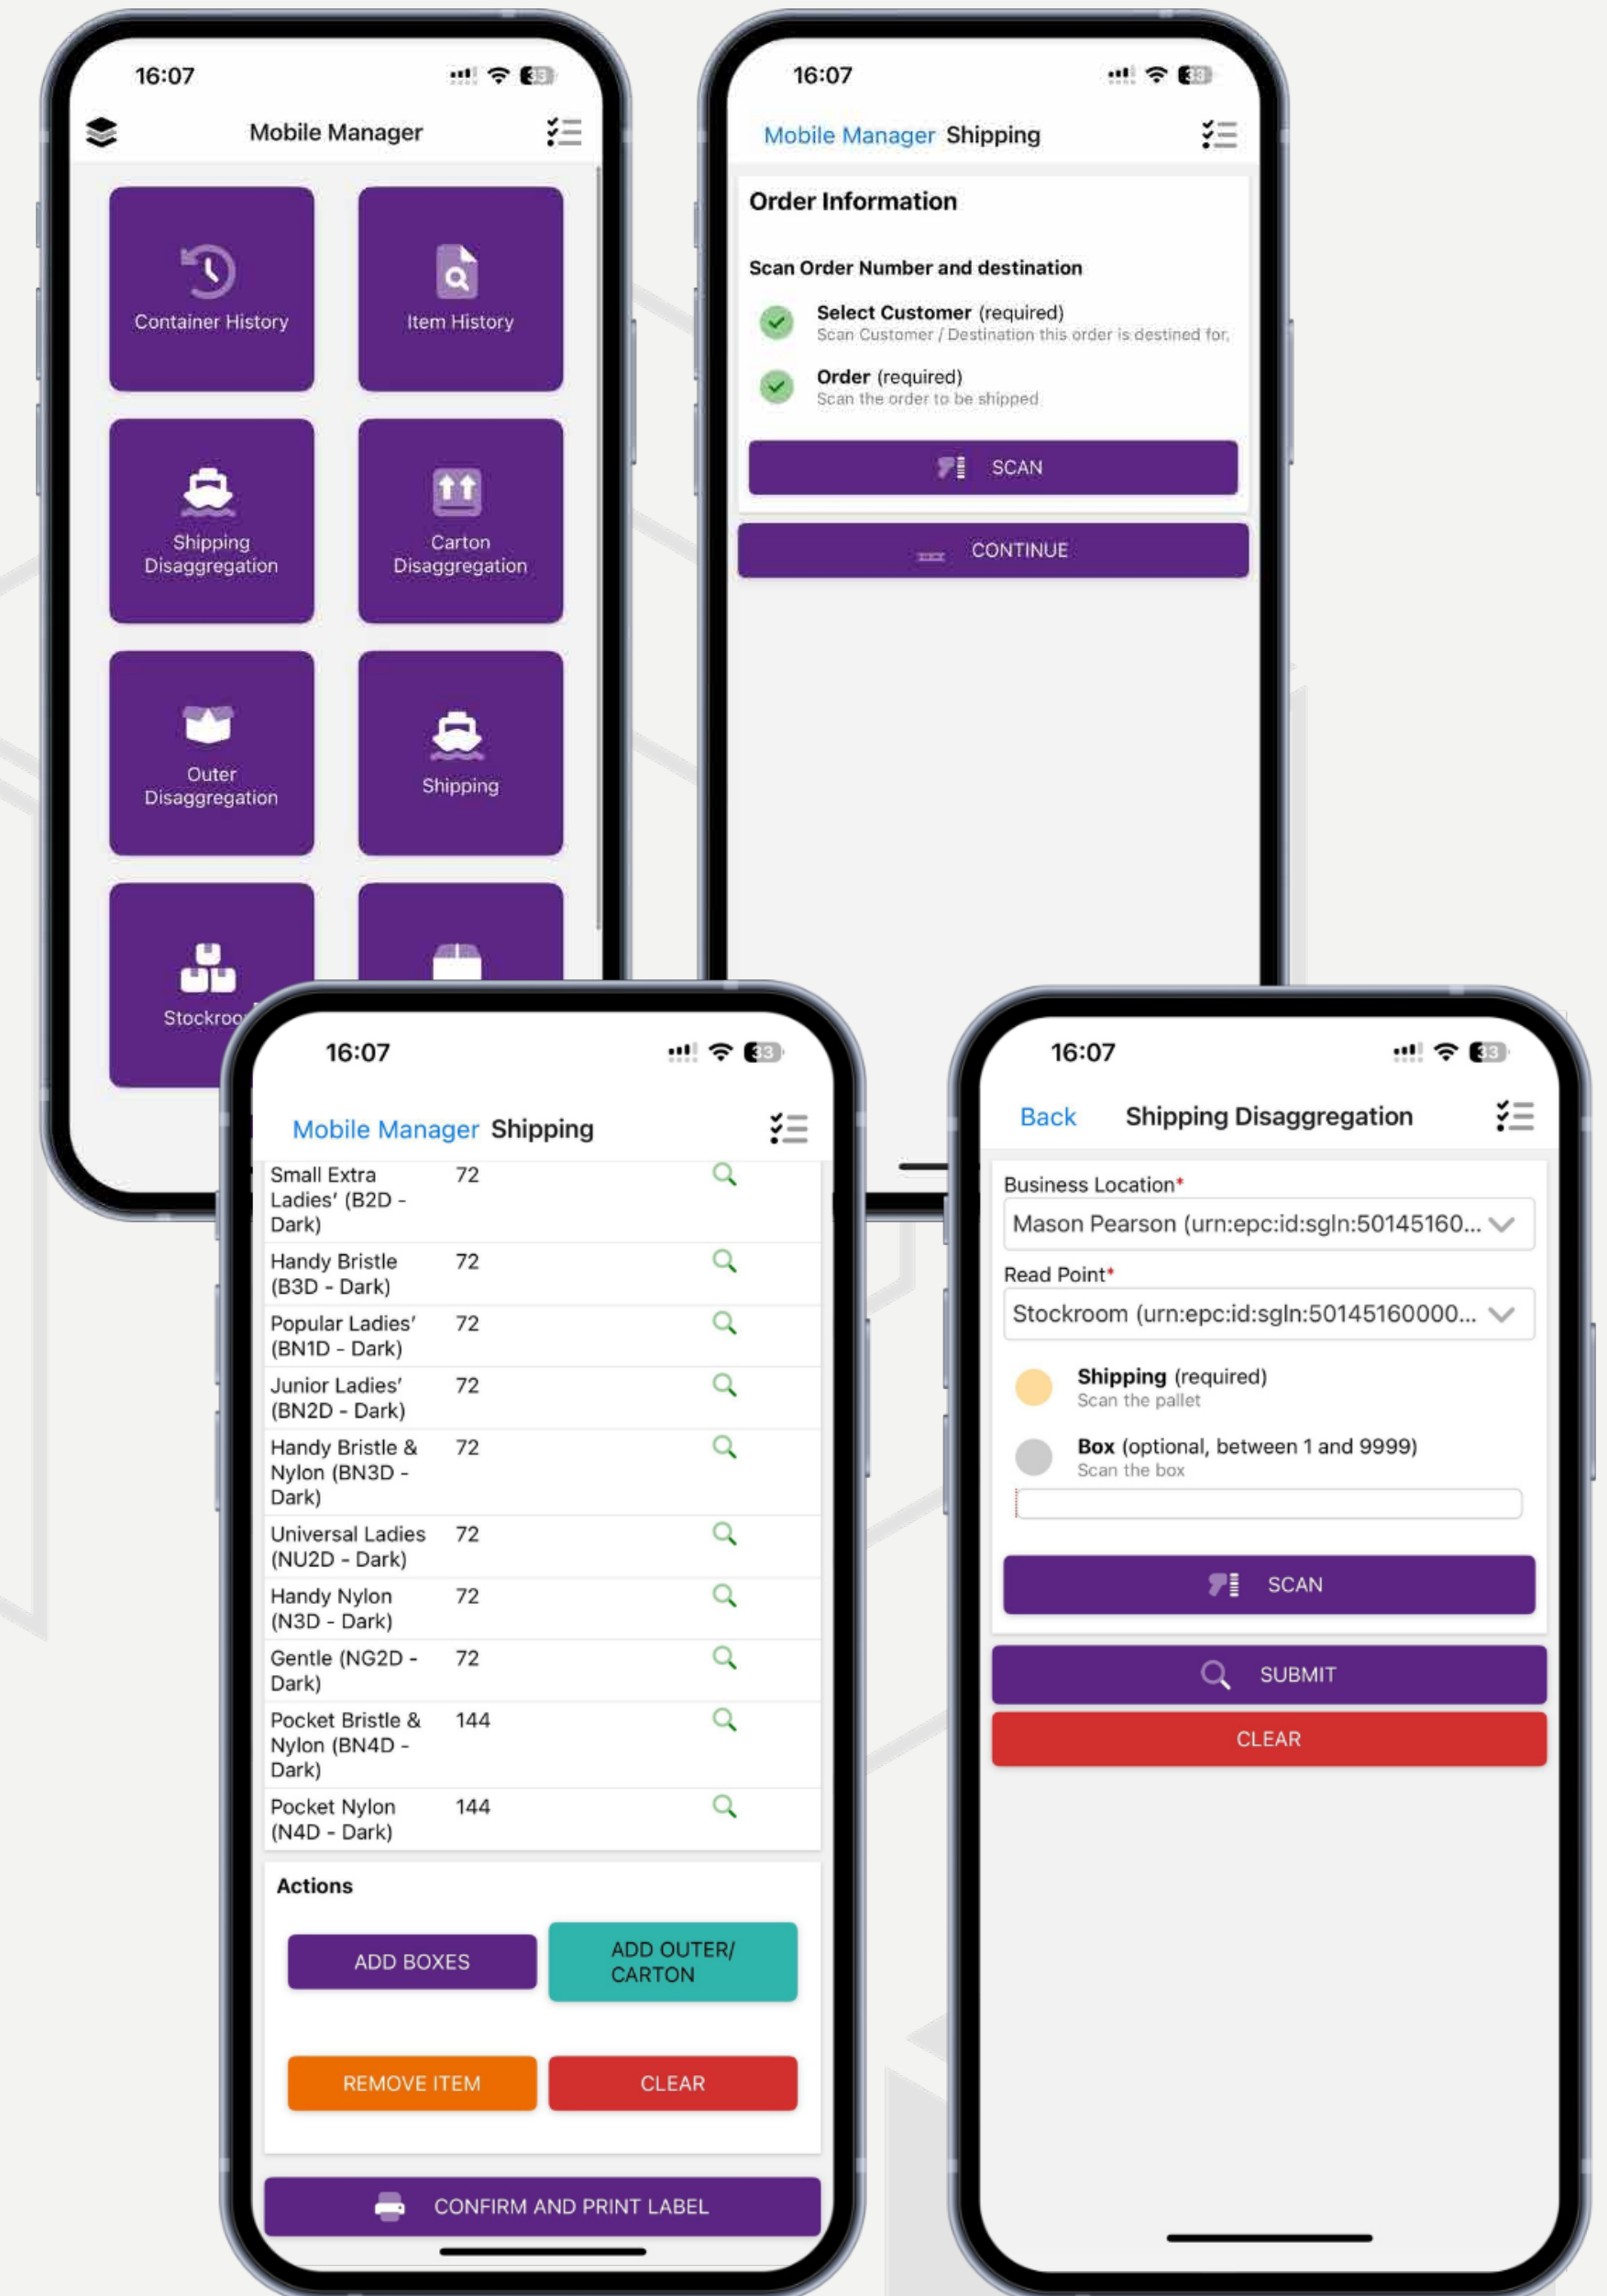 16:07
33
Mobile Manager
Container History
Item History
Shipping
Disaggregation
Carton
Disaggregation
Outer
Disaggregation
Shipping
16:07
33
Mobile Manager Shipping
Order Information
Scan Order Number and destination
Select Customer (required)
Scan Customer / Destination this order is destined for,
Order (required)
Scan the order to be shipped
SCAN
CONTINUE
16:07
33
Mobile Manager Shipping
Small Extra 72
Ladies' (B2D -
Dark)
Handy Bristle 72
(B3D - Dark)
Popular Ladies' 72
(BN1D - Dark)
Junior Ladies' 72
(BN2D - Dark)
Handy Bristle & 72
Nylon (BN3D -
Dark)
Universal Ladies 72
(NU2D - Dark)
Handy Nylon 72
(N3D - Dark)
Gentle (NG2D - 72
Dark)
Pocket Bristle & 144
Nylon (BN4D -
Dark)
Pocket Nylon 144
(N4D - Dark)
Actions
ADD BOXES
ADD OUTER/
CARTON
REMOVE ITEM
CLEAR
CONFIRM AND PRINT LABEL
16:07
33
Back Shipping Disaggregation
Business Location*
Mason Pearson (urn:epc:id:sgln:50145160...
Read Point*
Stockroom (urn:epc:id:sgln:50145160000...
Shipping (required)
Scan the pallet
Box (optional, between 1 and 9999)
Scan the box
SCAN
SUBMIT
CLEAR